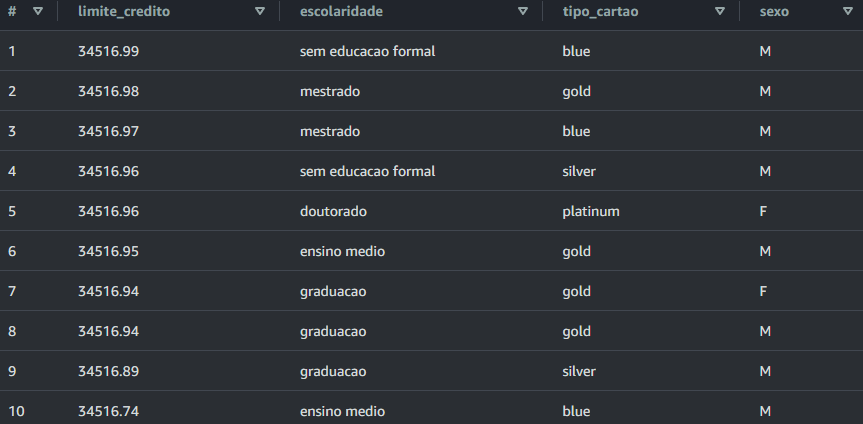 # limite_credito escolaridade tipo_cartao sexo
1 34516.99 sem educacao formal blue M
2 34516.98 mestrado gold M
3 34516.97 mestrado blue M
4 34516.96 sem educacao formal silver M
5 34516.96 doutorado platinum F
6 34516.95 ensino medio gold M
7 34516.94 graduacao gold F
8 34516.94 graduacao gold M
9 34516.89 graduacao silver M
10 34516.74 ensino medio blue M